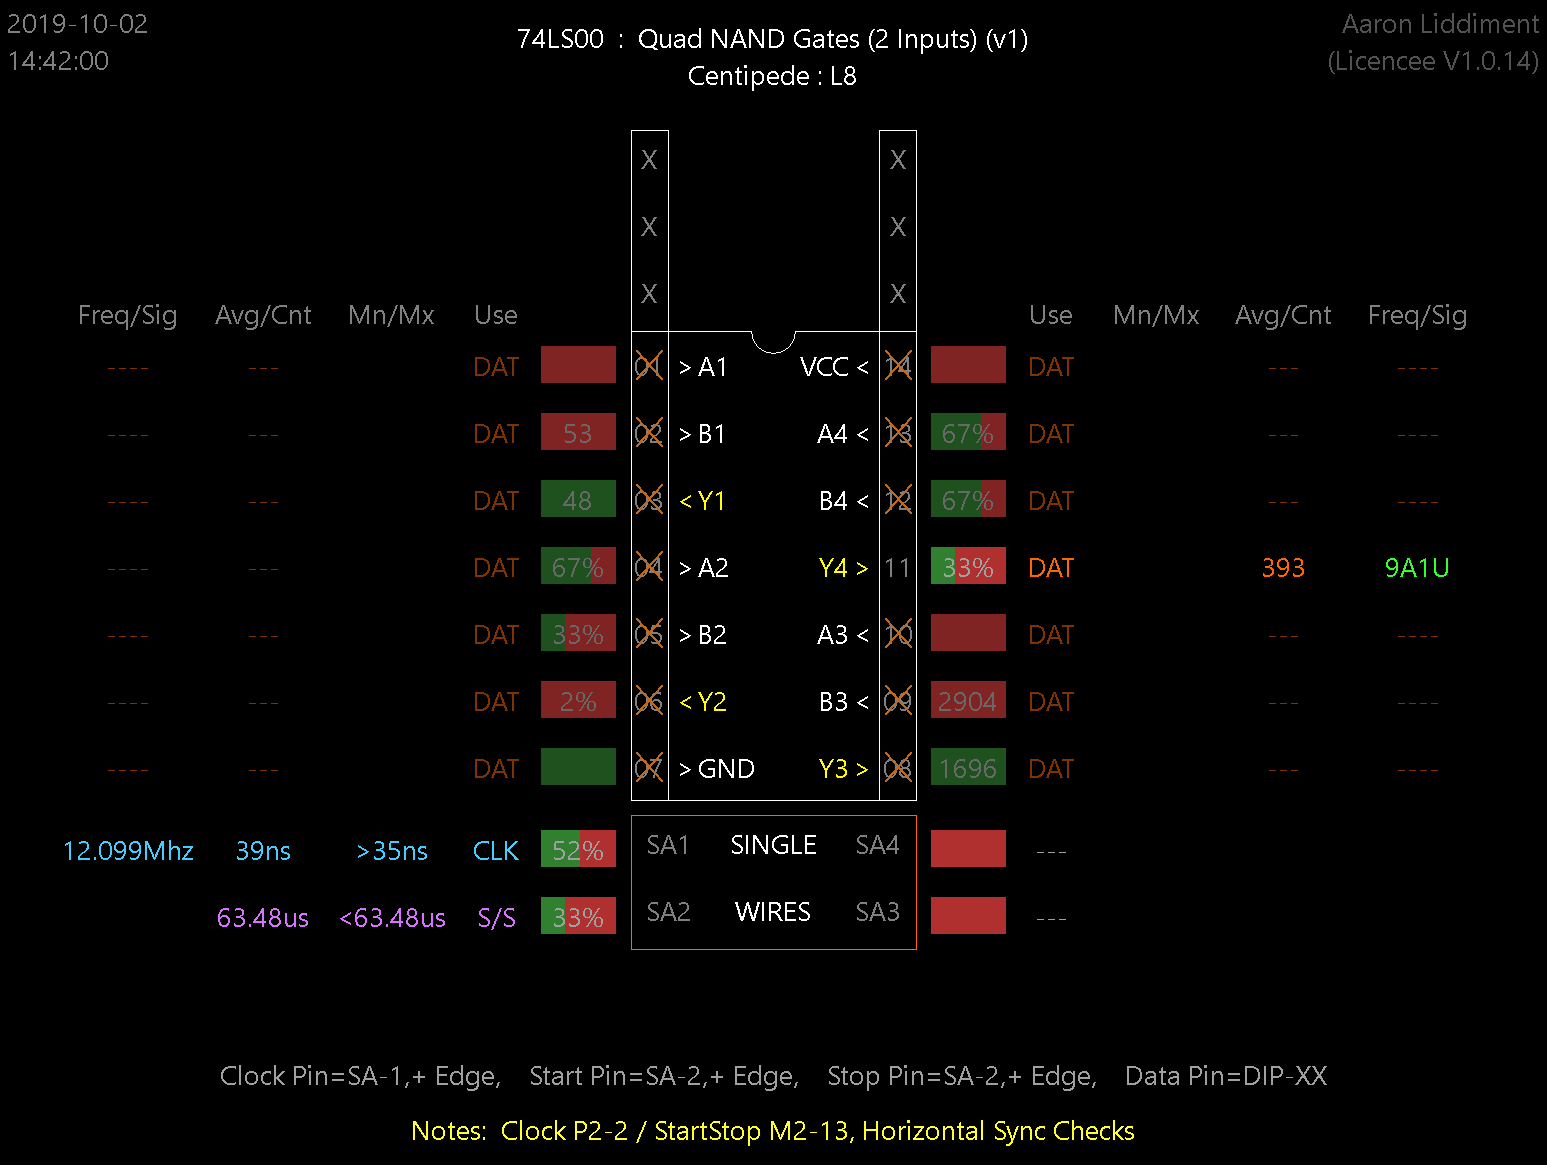 2019-10-02
14:42:00
74LS00 : Quad NAND Gates (2 Inputs) (v1)
Centipede : L8
Aaron Liddiment
(Licencee V1.0.14)
X X
X X
X X
Freq/Sig Avg/Cnt Mn/Mx Use Use Mn/Mx Avg/Cnt Freq/Sig
---- --- DAT 01 > A1 VCC < 14 DAT --- ----
---- --- DAT 53 02 > B1 A4 < 13 67% DAT --- ----
---- --- DAT 48 03 < Y1 B4 < 12 67% DAT --- ----
---- --- DAT 67% 04 > A2 Y4 > 11 33% DAT 393 9A1U
---- --- DAT 33% 05 > B2 A3 < 10 DAT --- ----
---- --- DAT 2% 06 < Y2 B3 < 09 2904 DAT --- ----
---- --- DAT 07 > GND Y3 > 08 1696 DAT --- ----
12.099Mhz 39ns >35ns CLK 52% SA1 SINGLE SA4 ---
63.48us <63.48us S/S 33% SA2 WIRES SA3 ---
Clock Pin=SA-1,+ Edge, Start Pin=SA-2,+ Edge, Stop Pin=SA-2,+ Edge, Data Pin=DIP-XX
Notes: Clock P2-2 / StartStop M2-13, Horizontal Sync Checks